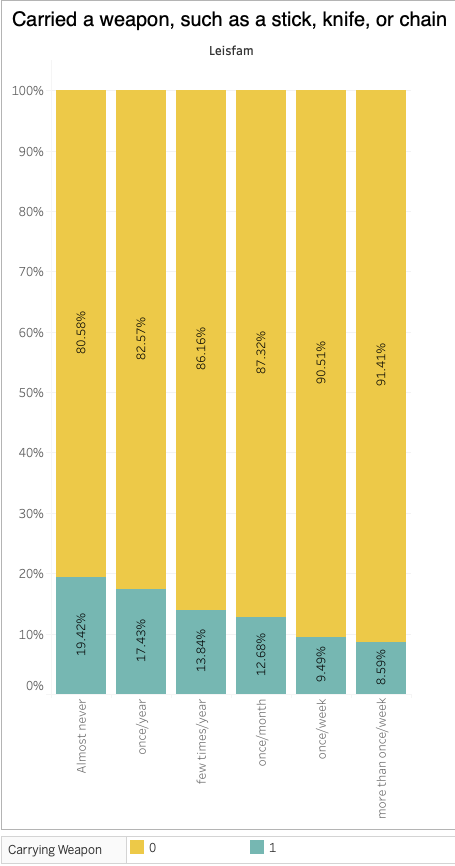 Carried a weapon, such as a stick, knife, or chain
Leisfam
100%
90%
80%
70%
60%
50%
40%
30%
20%
10%
0%
80.58%
82.57%
86.16%
87.32%
90.51%
91.41%
19.42%
17.43%
13.84%
12.68%
9.49%
8.59%
Almost never
once/year
few times/year
once/month
once/week
more than once/week
Carrying Weapon
0
1